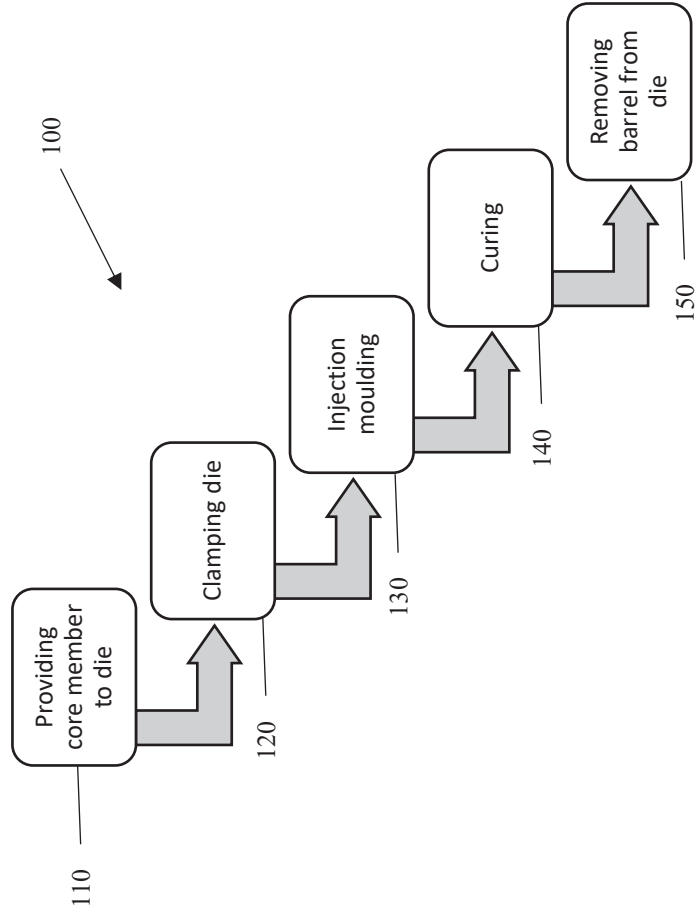 100
Providing
core member
to die
110
Clamping die
120
Injection
moulding
130
Curing
140
Removing
barrel from
die
150